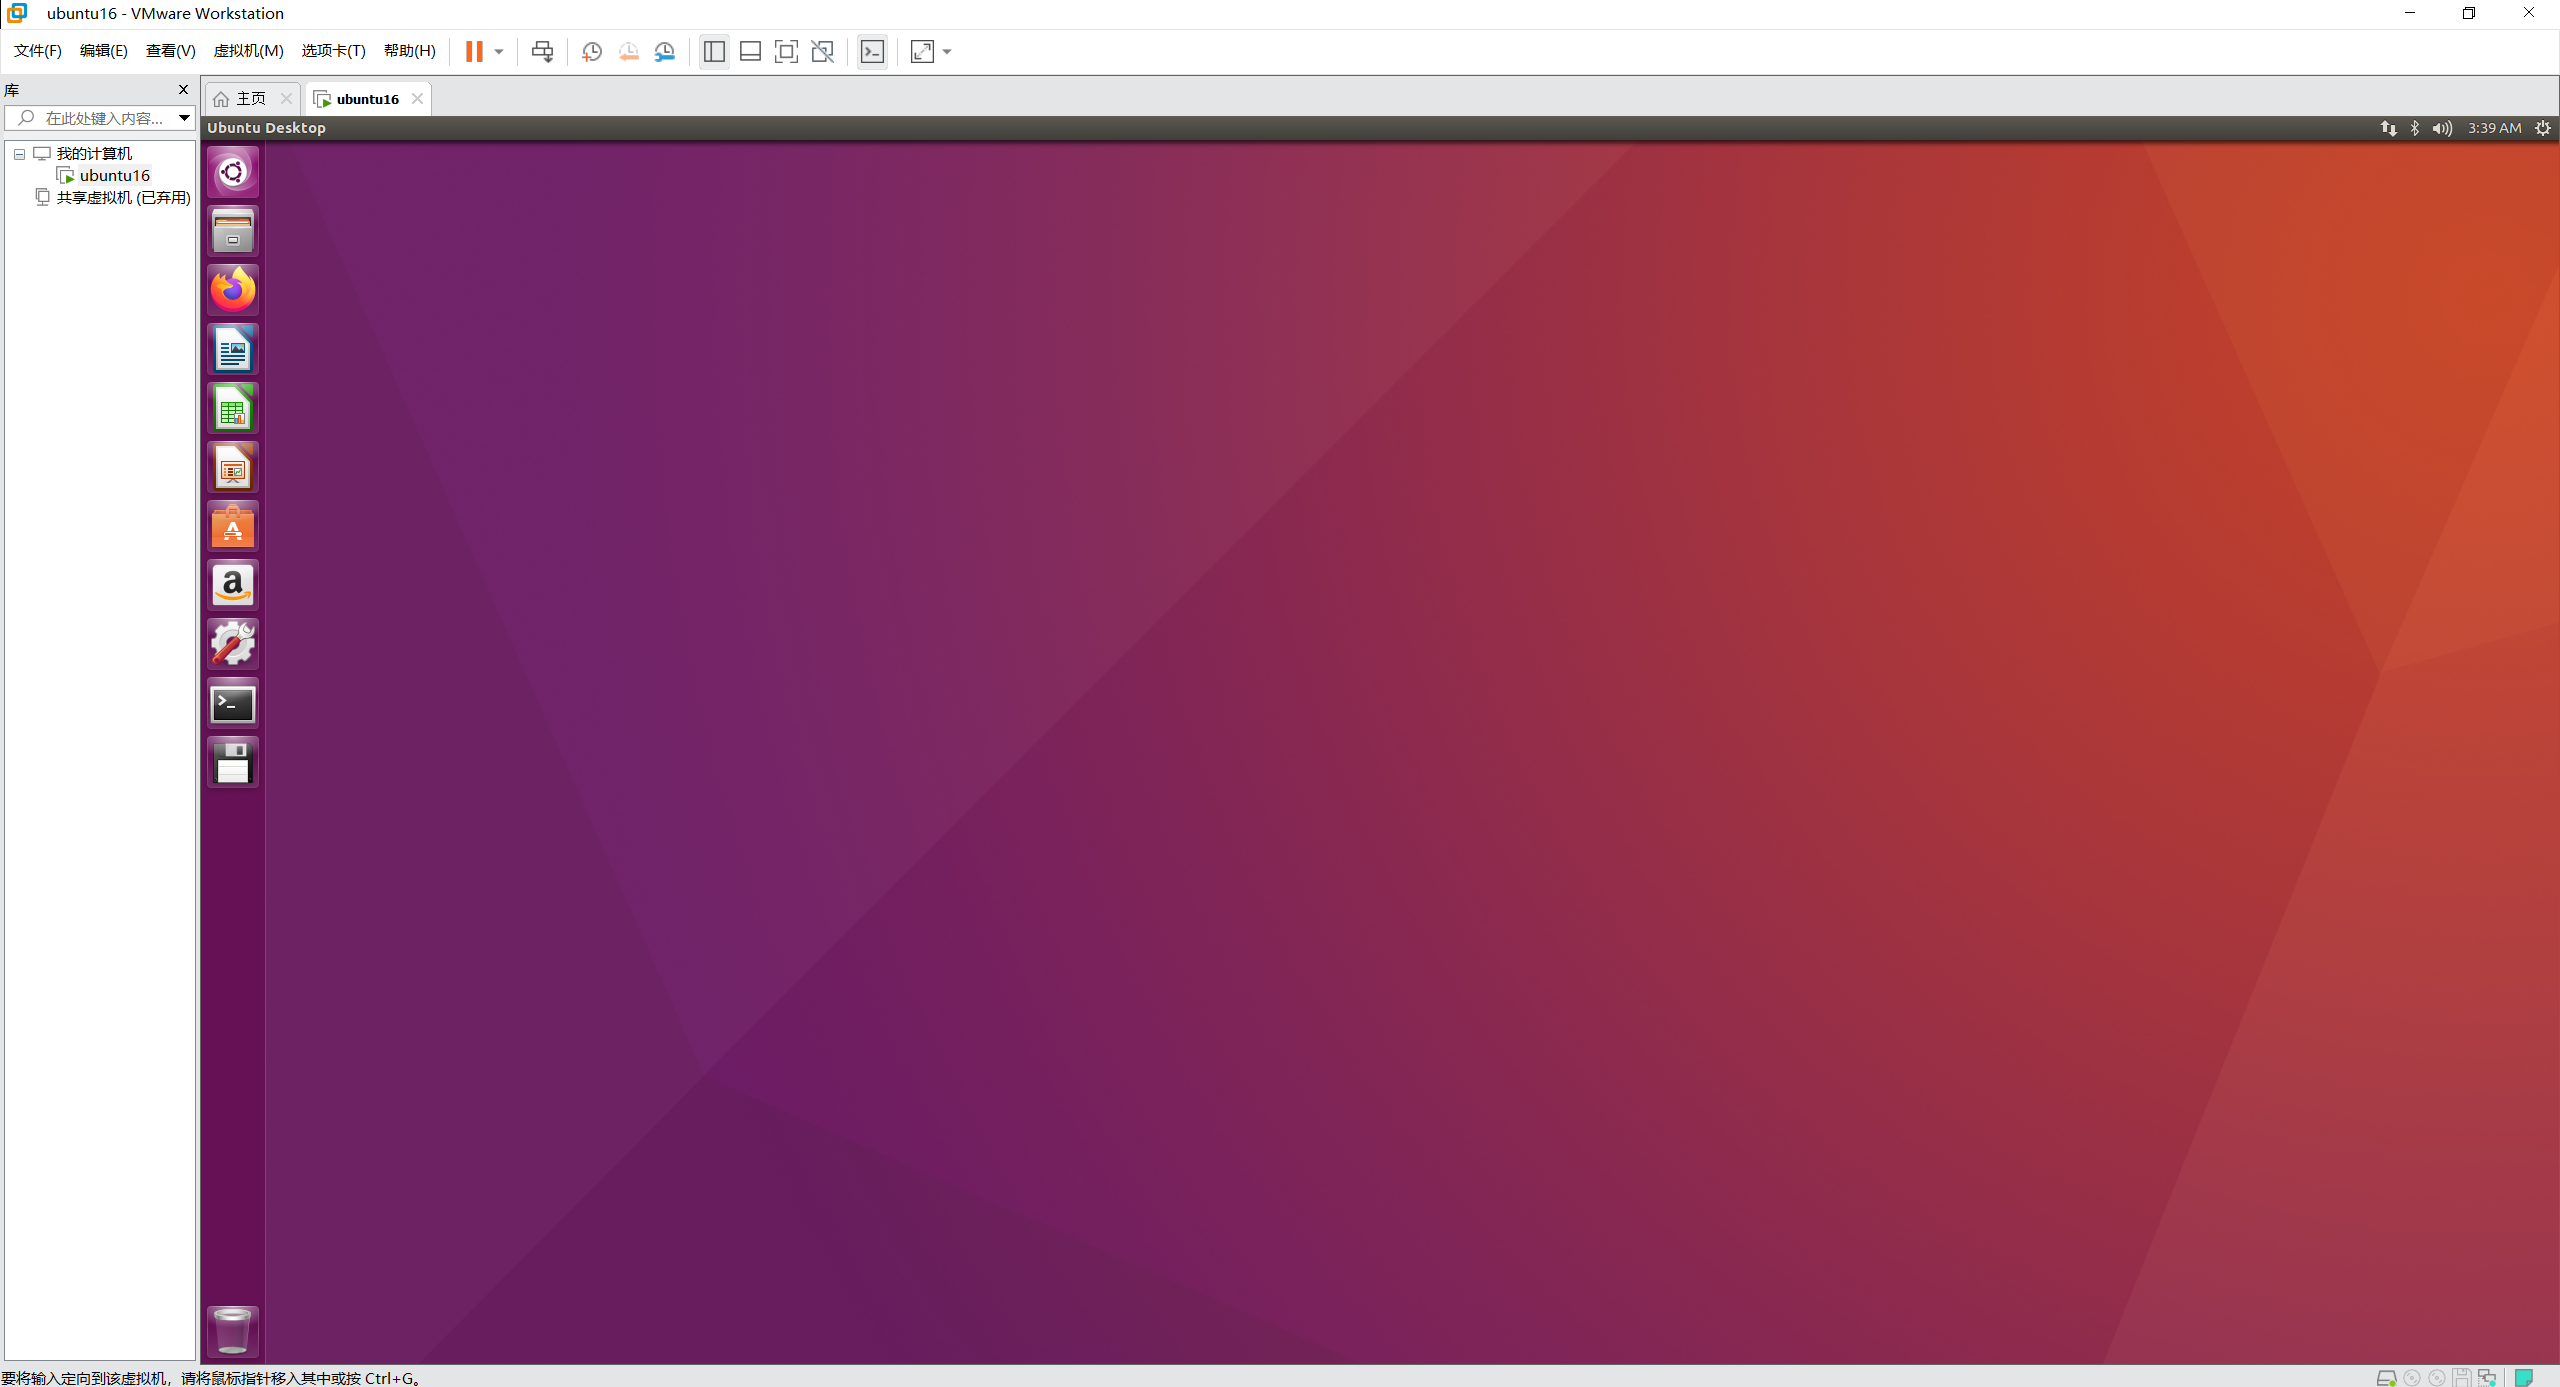 ubuntu16 - VMware Workstation
文件(F) 编辑(E) 查看(V) 虚拟机(M) 选项卡(T) 帮助(H)
库
在此处键入内容...
我的计算机
ubuntu16
共享虚拟机 (已弃用)
主页
ubuntu16
Ubuntu Desktop
3:39 AM
要将输入定向到该虚拟机，请将鼠标指针移入其中或按 Ctrl+G。